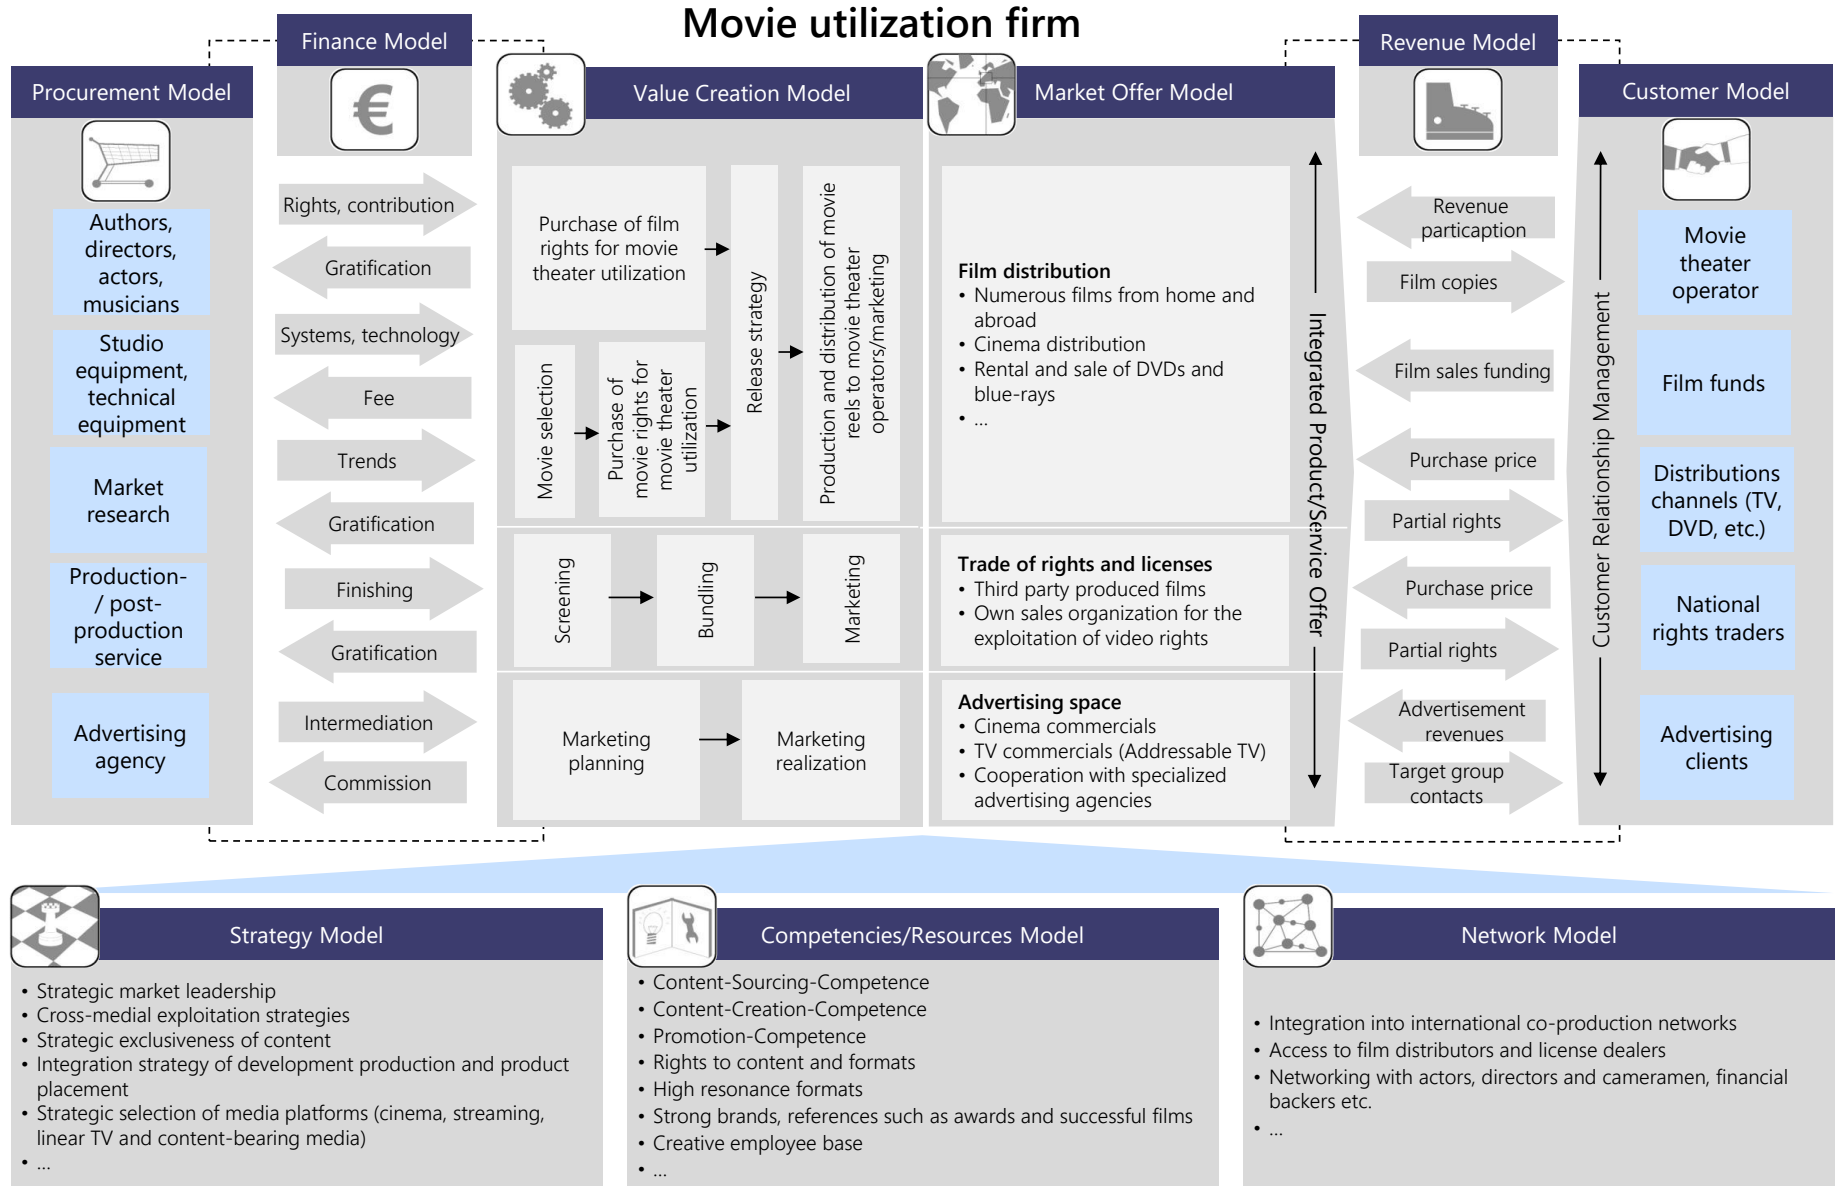 Movie utilization firm
Procurement Model
Authors,
directors,
actors,
musicians
Studio
equipment,
technical
equipment
Market
research
Production-
/ post-
production
service
Advertising
agency
Finance Model
€
Rights, contribution
Gratification
Systems, technology
Fee
Trends
Gratification
Finishing
Gratification
Intermediation
Commission
Value Creation Model
Purchase of film
rights for movie
theater utilization
Movie selection
Purchase of
movie rights for
movie theater
utilization
Release strategy
Production and distribution of movie
reels to movie theater
operators/marketing
Screening
Bundling
Marketing
Marketing
planning
Marketing
realization
Market Offer Model
Film distribution
• Numerous films from home and
abroad
• Cinema distribution
• Rental and sale of DVDs and
blue-rays
• ...
Trade of rights and licenses
• Third party produced films
• Own sales organization for the
exploitation of video rights
Advertising space
• Cinema commercials
• TV commercials (Addressable TV)
• Cooperation with specialized
advertising agencies
Integrated Product/Service Offer
Revenue Model
Revenue
particaption
Film copies
Film sales funding
Purchase price
Partial rights
Purchase price
Partial rights
Advertisement
revenues
Target group
contacts
Customer Model
Customer Relationship Management
Movie
theater
operator
Film funds
Distributions
channels (TV,
DVD, etc.)
National
rights traders
Advertising
clients
Strategy Model
• Strategic market leadership
• Cross-medial exploitation strategies
• Strategic exclusiveness of content
• Integration strategy of development production and product
placement
• Strategic selection of media platforms (cinema, streaming,
linear TV and content-bearing media)
• ...
Competencies/Resources Model
• Content-Sourcing-Competence
• Content-Creation-Competence
• Promotion-Competence
• Rights to content and formats
• High resonance formats
• Strong brands, references such as awards and successful films
• Creative employee base
• ...
Network Model
• Integration into international co-production networks
• Access to film distributors and license dealers
• Networking with actors, directors and cameramen, financial
backers etc.
• ...